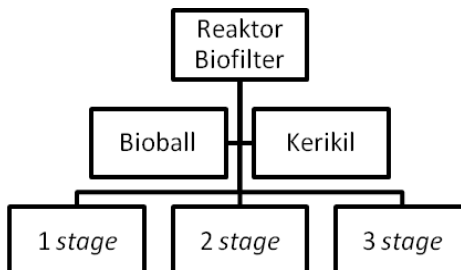 Reaktor
Biofilter
Bioball
Kerikil
1 stage
2 stage
3 stage